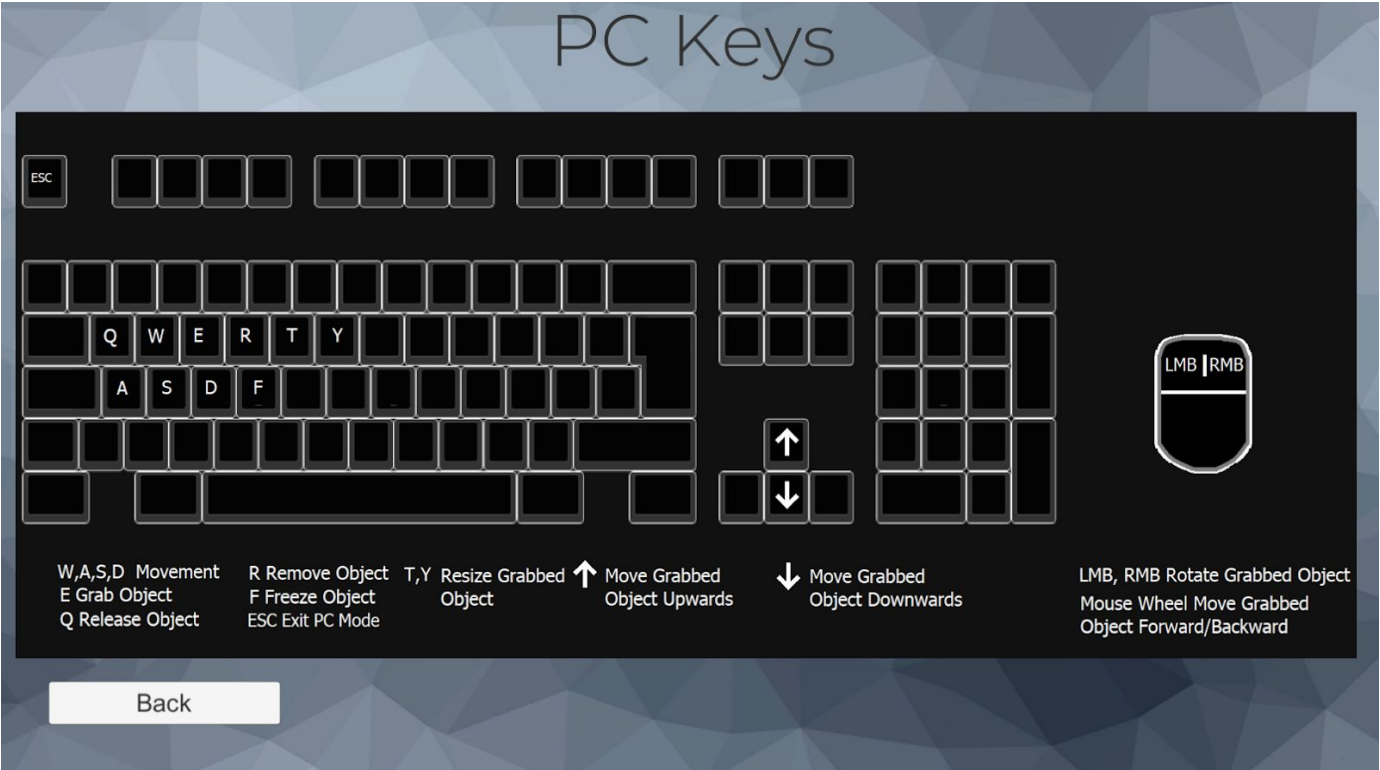 PC Keys
ESC
Q W E R T Y
A S D F
LMB RMB
↑
↓
W,A,S,D Movement
E Grab Object
Q Release Object
R Remove Object
F Freeze Object
ESC Exit PC Mode
T,Y Resize Grabbed
Object
↑ Move Grabbed
Object Upwards
↓ Move Grabbed
Object Downwards
LMB, RMB Rotate Grabbed Object
Mouse Wheel Move Grabbed
Object Forward/Backward
Back